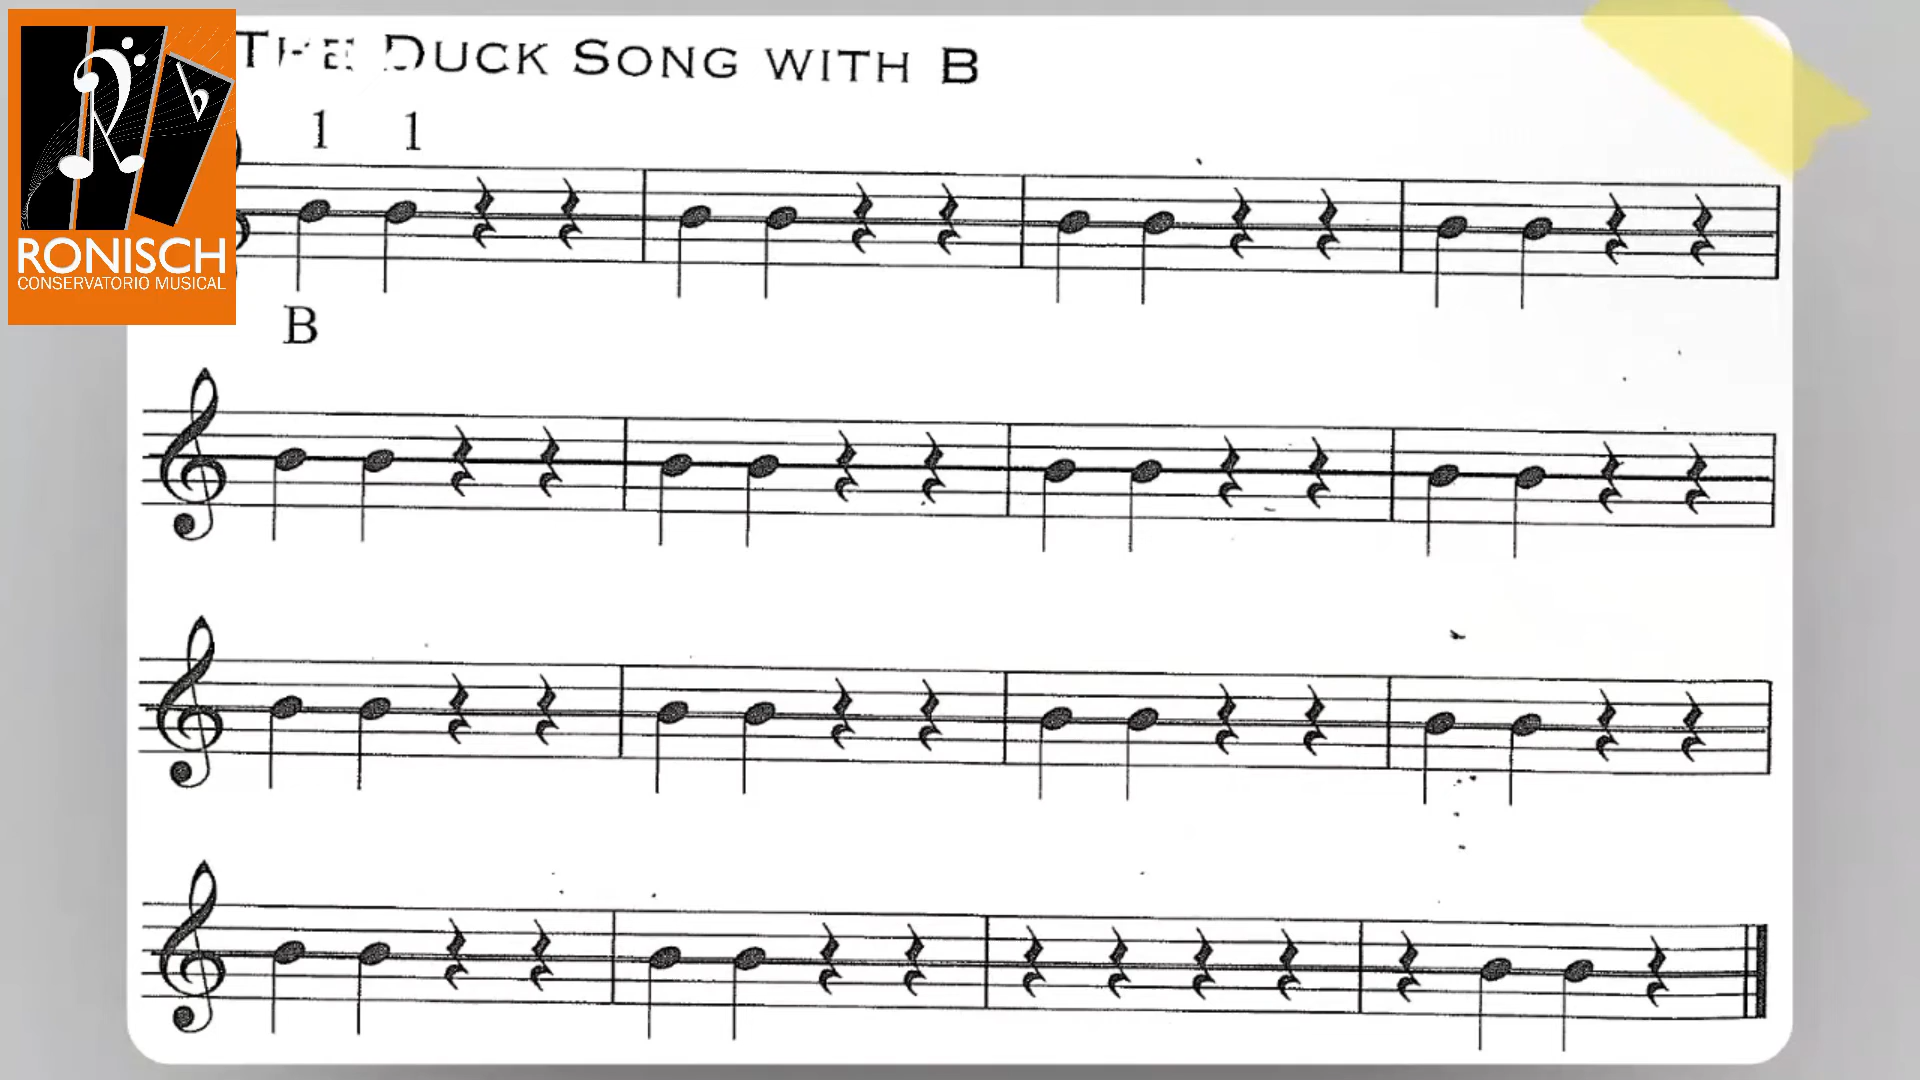 THE DUCK SONG WITH B
1 1
RONISCH
CONSERVATORIO MUSICAL
B